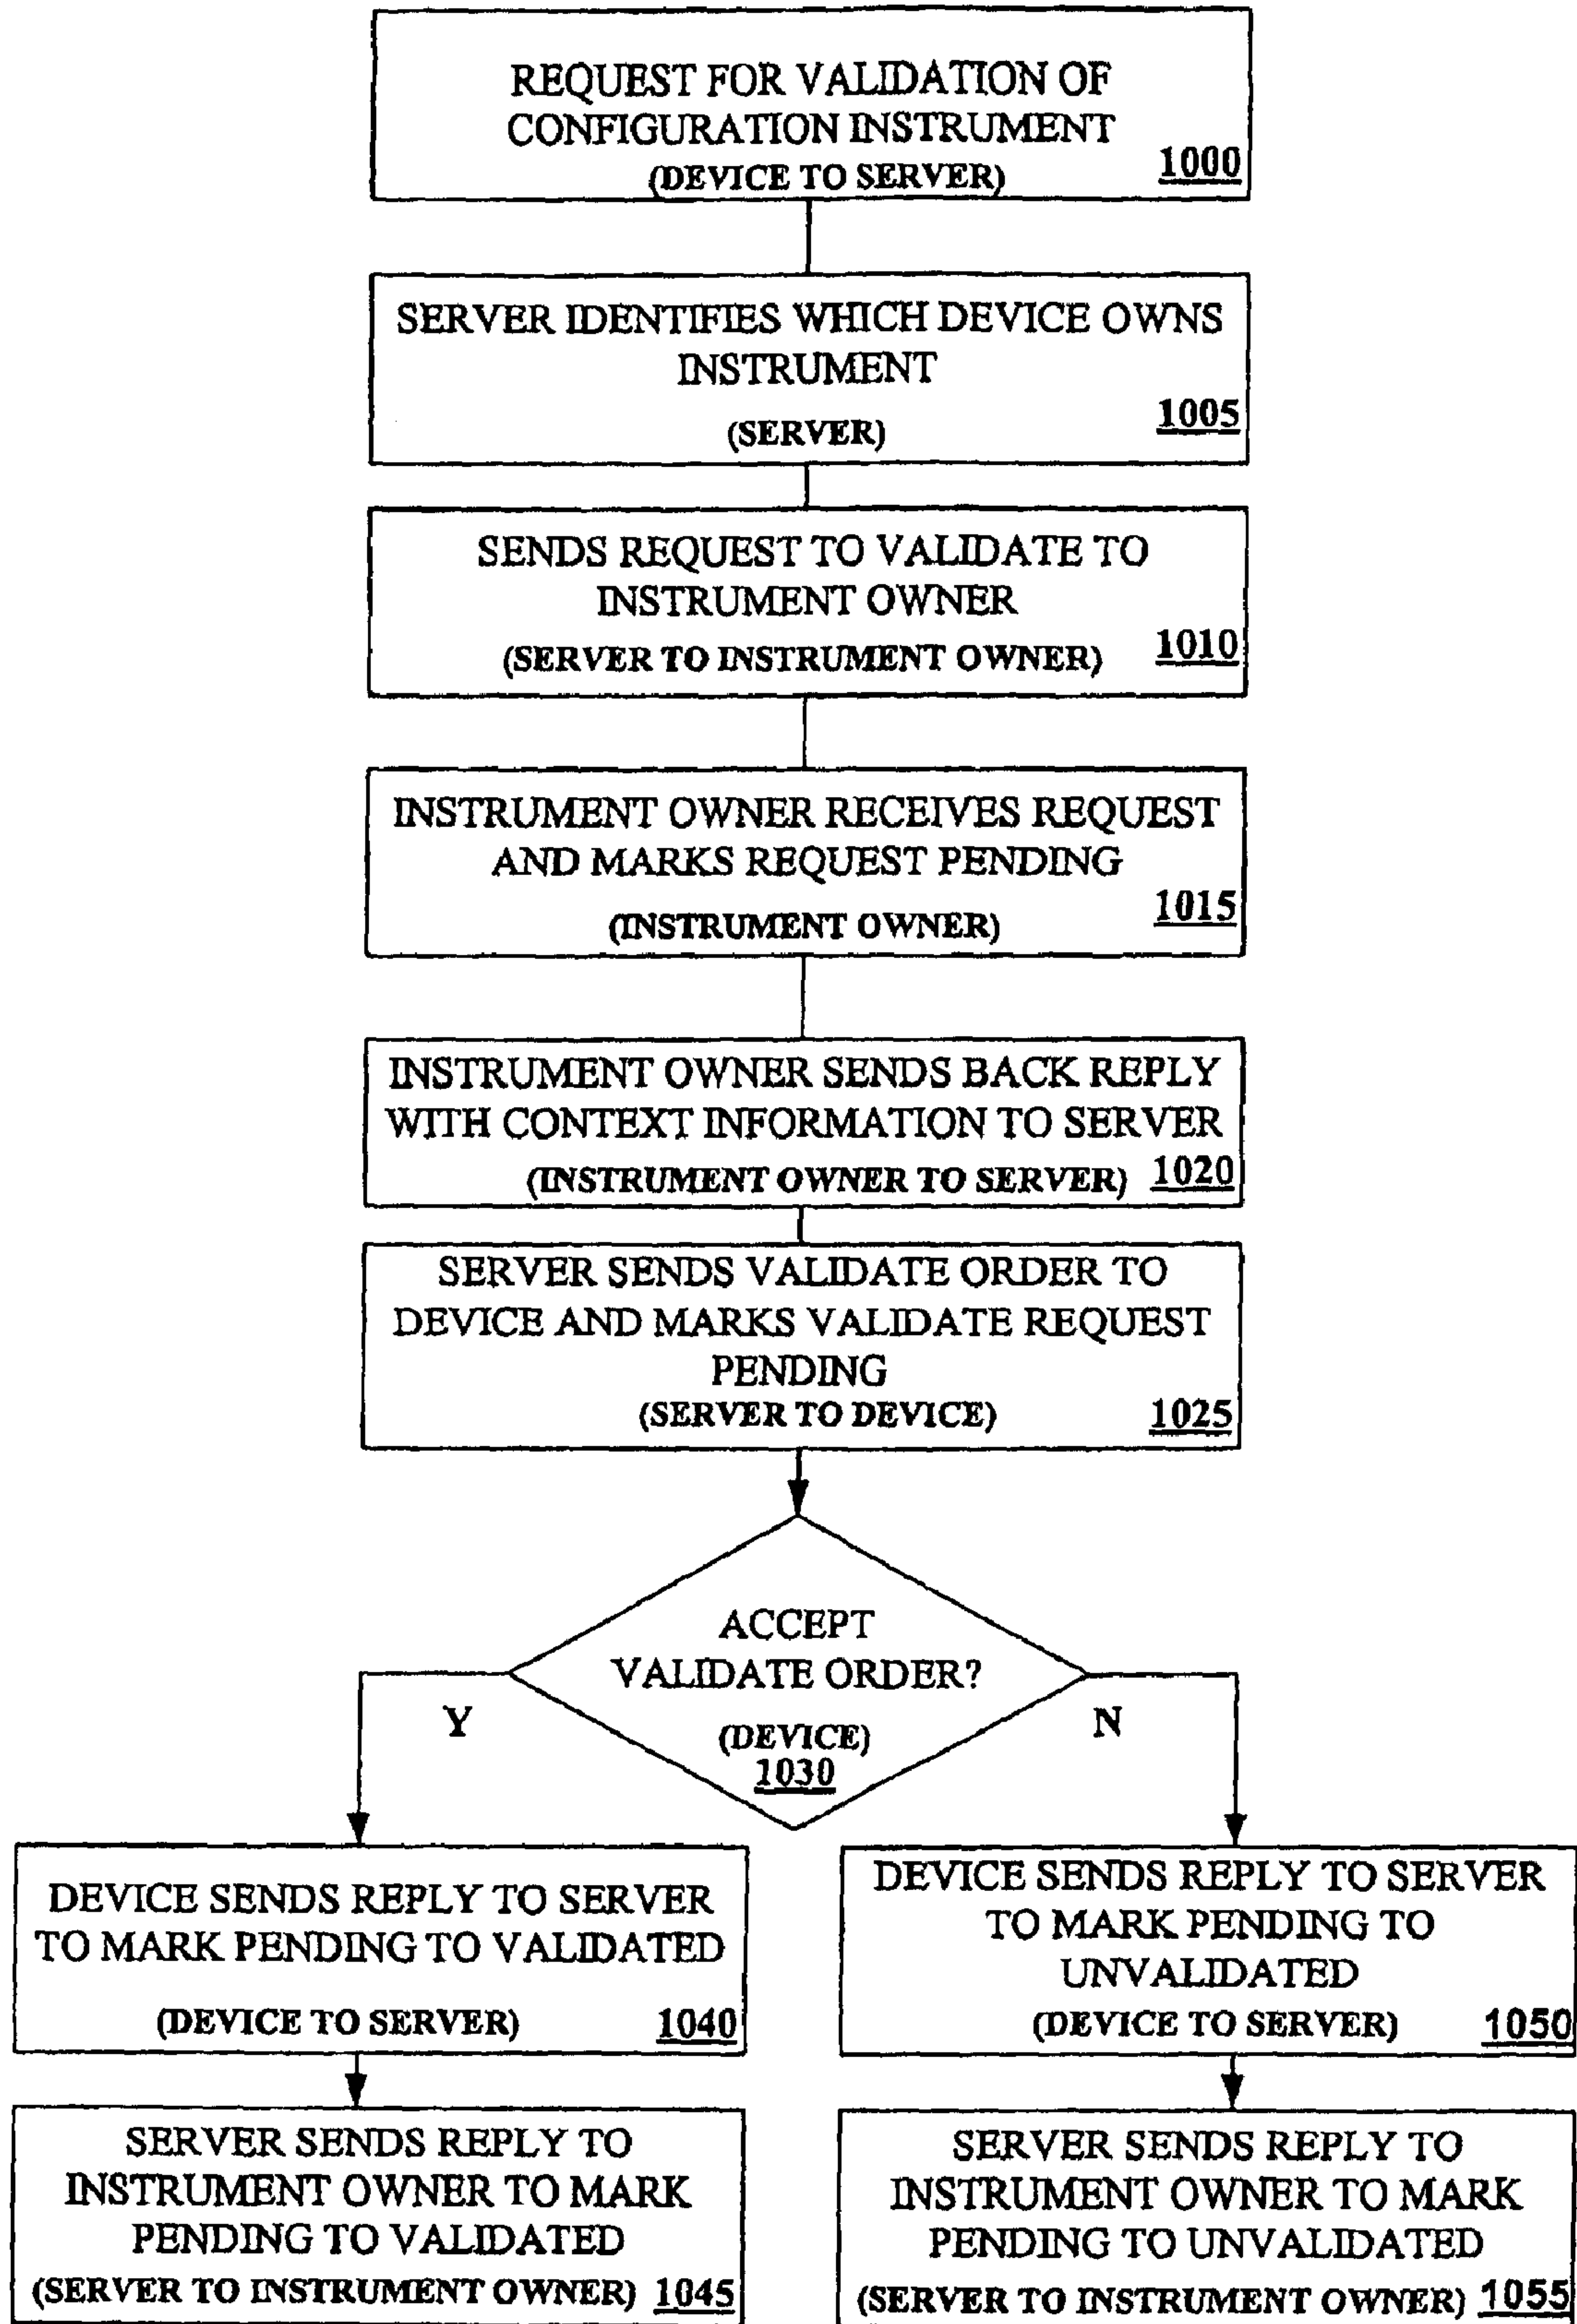 REQUEST FOR VALIDATION OF
CONFIGURATION INSTRUMENT
(DEVICE TO SERVER) 1000
SERVER IDENTIFIES WHICH DEVICE OWNS
INSTRUMENT
(SERVER) 1005
SENDS REQUEST TO VALIDATE TO
INSTRUMENT OWNER
(SERVER TO INSTRUMENT OWNER) 1010
INSTRUMENT OWNER RECEIVES REQUEST
AND MARKS REQUEST PENDING
(INSTRUMENT OWNER) 1015
INSTRUMENT OWNER SENDS BACK REPLY
WITH CONTEXT INFORMATION TO SERVER
(INSTRUMENT OWNER TO SERVER) 1020
SERVER SENDS VALIDATE ORDER TO
DEVICE AND MARKS VALIDATE REQUEST
PENDING
(SERVER TO DEVICE) 1025
ACCEPT
VALIDATE ORDER?
(DEVICE)
1030
Y
N
DEVICE SENDS REPLY TO SERVER
TO MARK PENDING TO VALIDATED
(DEVICE TO SERVER) 1040
DEVICE SENDS REPLY TO SERVER
TO MARK PENDING TO
UNVALIDATED
(DEVICE TO SERVER) 1050
SERVER SENDS REPLY TO
INSTRUMENT OWNER TO MARK
PENDING TO VALIDATED
(SERVER TO INSTRUMENT OWNER) 1045
SERVER SENDS REPLY TO
INSTRUMENT OWNER TO MARK
PENDING TO UNVALIDATED
(SERVER TO INSTRUMENT OWNER) 1055